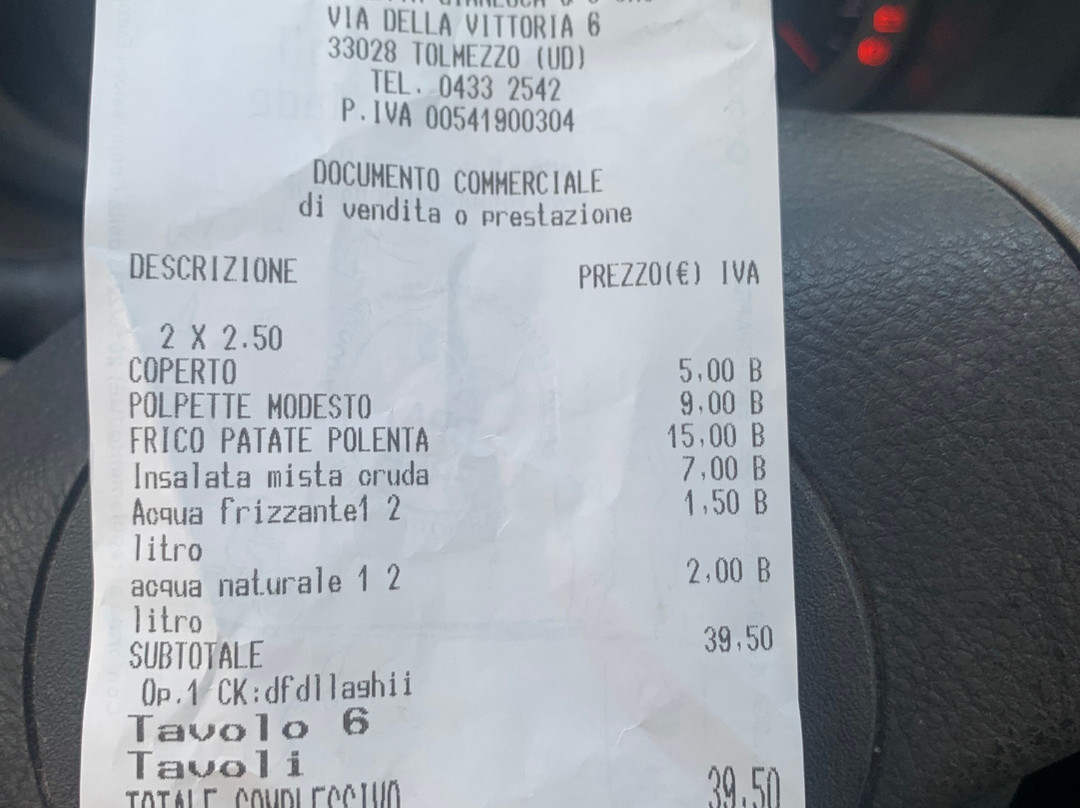 VIA DELLA VITTORIA 6
33028 TOLMEZZO (UD)
TEL. 0433 2542
P.IVA 00541900304
DOCUMENTO COMMERCIALE
di vendita o prestazione
DESCRIZIONE PREZZO(€) IVA
2 X 2.50
COPERTO 5,00 B
POLPETTE MODESTO 9,00 B
FRICO PATATE POLENTA 15,00 B
Insalata mista cruda 7,00 B
Acqua frizzante1 2 1,50 B
litro
acqua naturale 1 2 2,00 B
litro
SUBTOTALE 39,50
Op.1 CK:dfdllaghii
Tavolo 6
Tavoli
TOTALE COMPLESSIVO 39,50